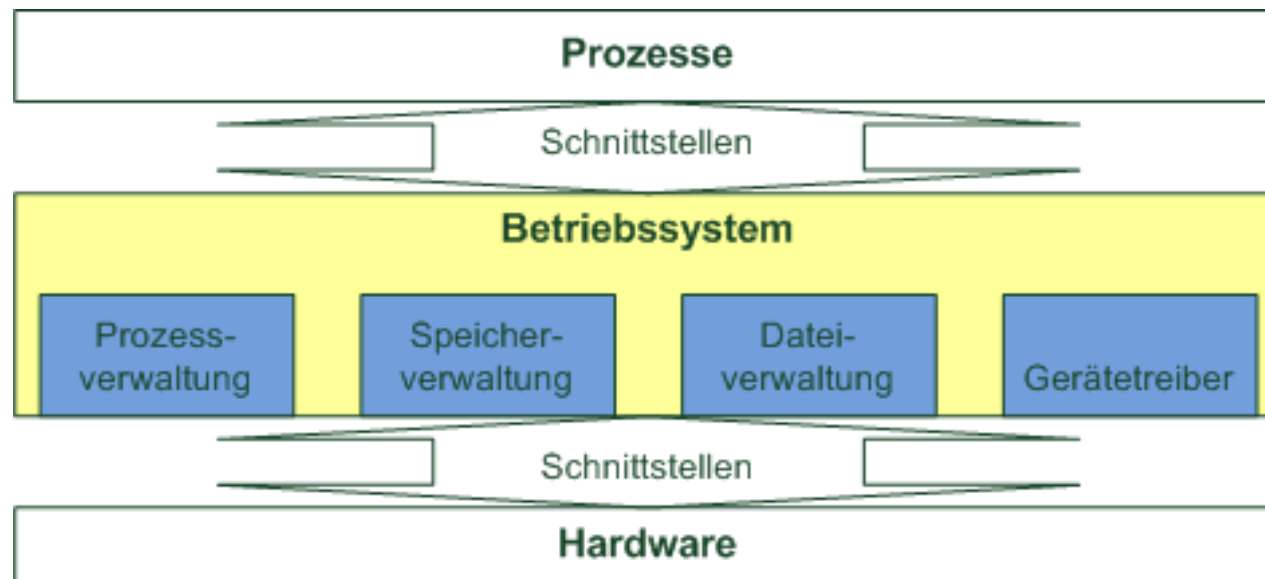 Prozesse
Schnittstellen
Betriebssystem
Prozess-
verwaltung
Speicher-
verwaltung
Datei-
verwaltung
Gerätetreiber
Schnittstellen
Hardware